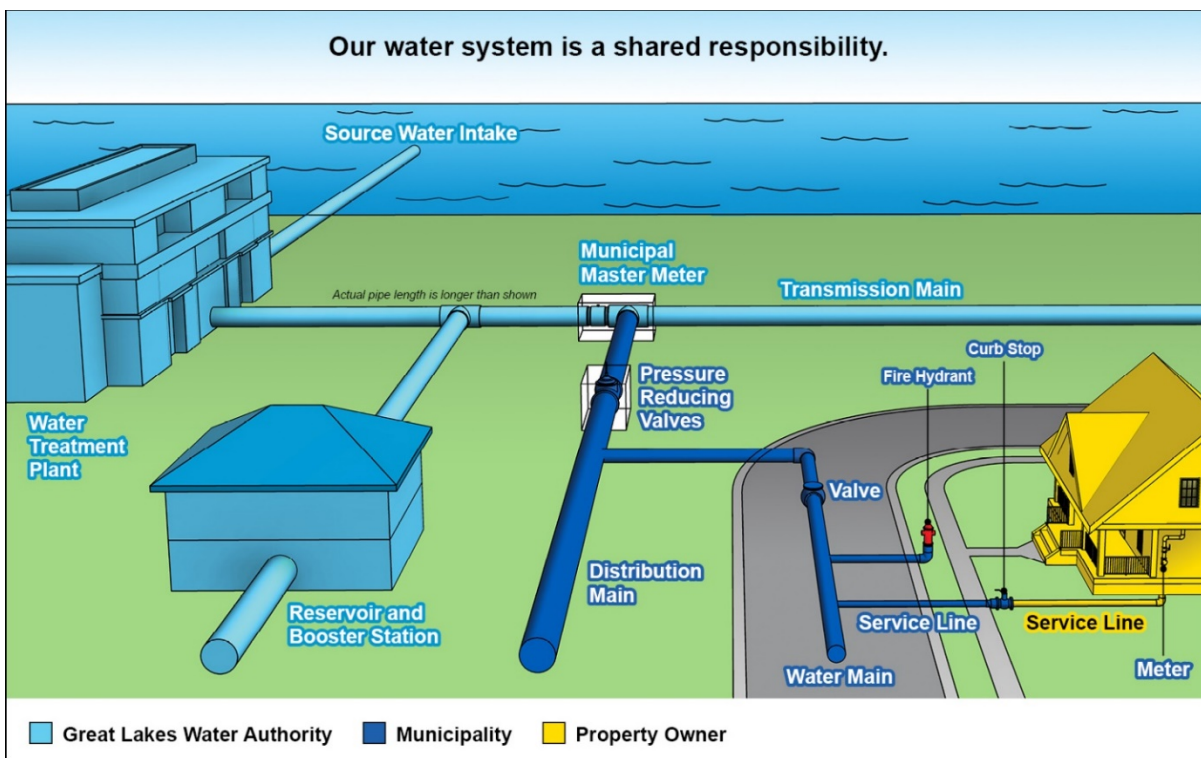 Our water system is a shared responsibility.
Source Water Intake
Municipal
Master Meter
Actual pipe length is longer than shown
Transmission Main
Curb Stop
Fire Hydrant
Pressure
Reducing
Valves
Water
Treatment
Plant
Valve
Distribution
Main
Reservoir and
Booster Station
Service Line
Service Line
Water Main
Meter
Great Lakes Water Authority
Municipality
Property Owner